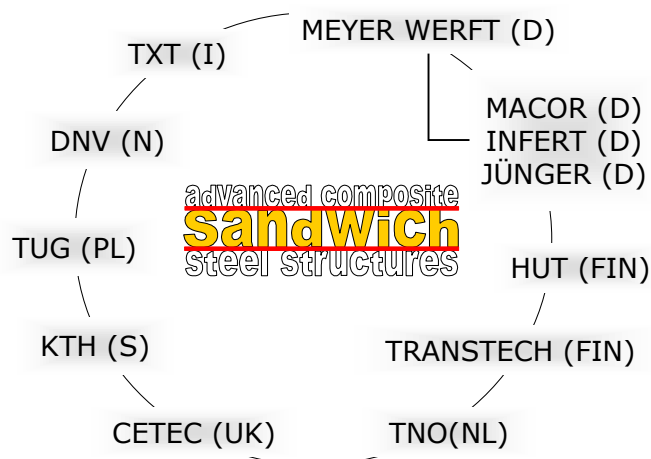 MEYER WERFT (D)
TXT (I)
MACOR (D)
INFERT (D)
JÜNGER (D)
DNV (N)
advanced composite
sandwich
steel structures
TUG (PL)
HUT (FIN)
KTH (S)
TRANSTECH (FIN)
CETEC (UK)
TNO(NL)